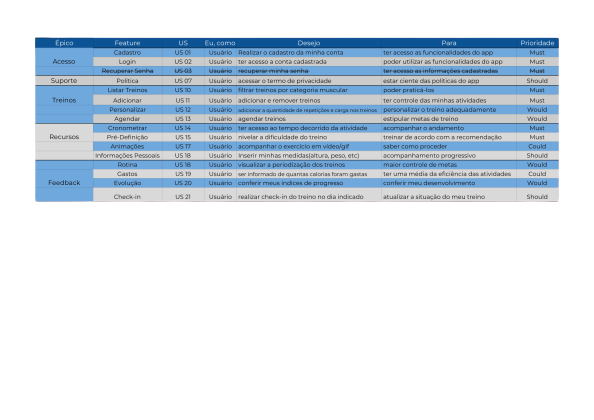 Épico Feature US Eu, como Desejo Para Prioridade
Cadastro US 01 Usuário Realizar o cadastro da minha conta ter acesso as funcionalidades do app Must
Acesso Login US 02 Usuário ter acesso a conta cadastrada poder utilizar as funcionalidades do app Must
Recuperar Senha US 03 Usuário recuperar minha senha ter acesso as informações cadastradas Must
Suporte Política US 07 Usuário acessar o termo de privacidade estar ciente das políticas do app Should
Listar Treinos US 10 Usuário filtrar treinos por categoria muscular poder praticá-los Must
Treinos Adicionar US 11 Usuário adicionar e remover treinos ter controle das minhas atividades Must
Personalizar US 12 Usuário adicionar a quantidade de repetições e carga nos treinos personalizar o treino adequadamente Would
Agendar US 13 Usuário agendar treinos estipular metas de treino Would
Cronometrar US 14 Usuário ter acesso ao tempo decorrido da atividade acompanhar o andamento Must
Recursos Pré-Definição US 15 Usuário nivelar a dificuldade do treino treinar de acordo com a recomendação Must
Animações US 17 Usuário acompanhar o exercício em vídeo/gif saber como proceder Could
Informações Pessoais US 18 Usuário Inserir minhas medidas(altura, peso, etc) acompanhamento progressivo Should
Rotina US 18 Usuário visualizar a periodização dos treinos maior controle de metas Would
Gastos US 19 Usuário ser informado de quantas calorias foram gastas ter uma média da eficiência das atividades Could
Feedback Evolução US 20 Usuário conferir meus índices de progresso conferir meu desenvolvimento Would
Check-in US 21 Usuário realizar check-in do treino no dia indicado atualizar a situação do meu treino Should